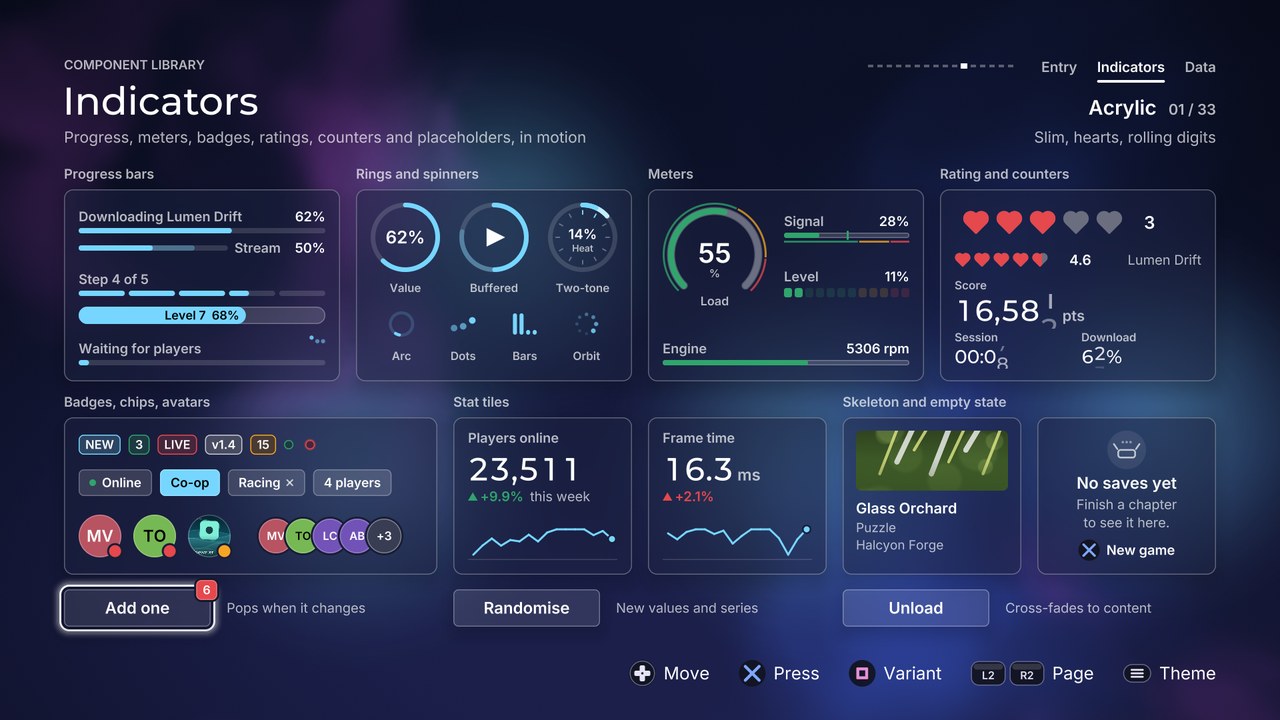 COMPONENT LIBRARY
Indicators
Progress, meters, badges, ratings, counters and placeholders, in motion
Entry Indicators Data
Acrylic 01 / 33
Slim, hearts, rolling digits
Progress bars
Downloading Lumen Drift 62%
Stream 50%
Step 4 of 5
Level 7 68%
Waiting for players
Rings and spinners
62%
14%
Heat
Value Buffered Two-tone
Arc Dots Bars Orbit
Meters
55
%
Load
Signal 28%
Level 11%
Engine 5306 rpm
Rating and counters
3
4.6 Lumen Drift
Score
16,58 pts
Session Download
00:0 62%
Badges, chips, avatars
NEW 3 LIVE v1.4 15
Online Co-op Racing × 4 players
MV TO MV TO LC AB +3
Add one 6 Pops when it changes
Stat tiles
Players online
23,511
▲+9.9% this week
Frame time
16.3 ms
▲+2.1%
Randomise New values and series
Skeleton and empty state
Glass Orchard
Puzzle
Halcyon Forge
No saves yet
Finish a chapter
to see it here.
New game
Unload Cross-fades to content
Move Press Variant L2 R2 Page Theme